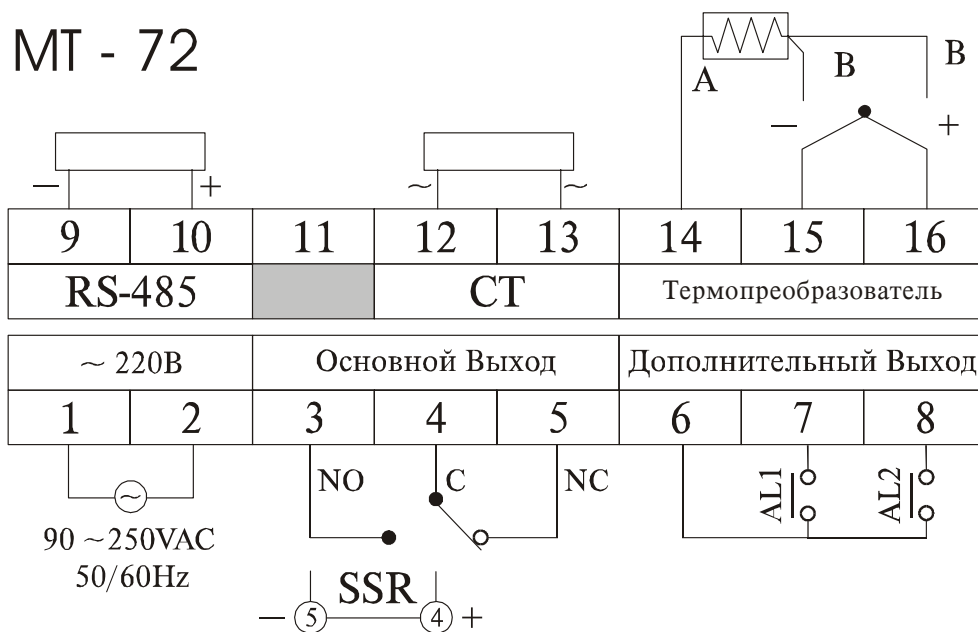 МТ - 72
A B B
— +
— + ~ ~
9 10 11 12 13 14 15 16
RS-485 CT Термопреобразователь
~ 220В Основной Выход Дополнительный Выход
1 2 3 4 5 6 7 8
NO C NC AL1 AL2
~
90 ~250VAC
50/60Hz
SSR
— 5 4 +